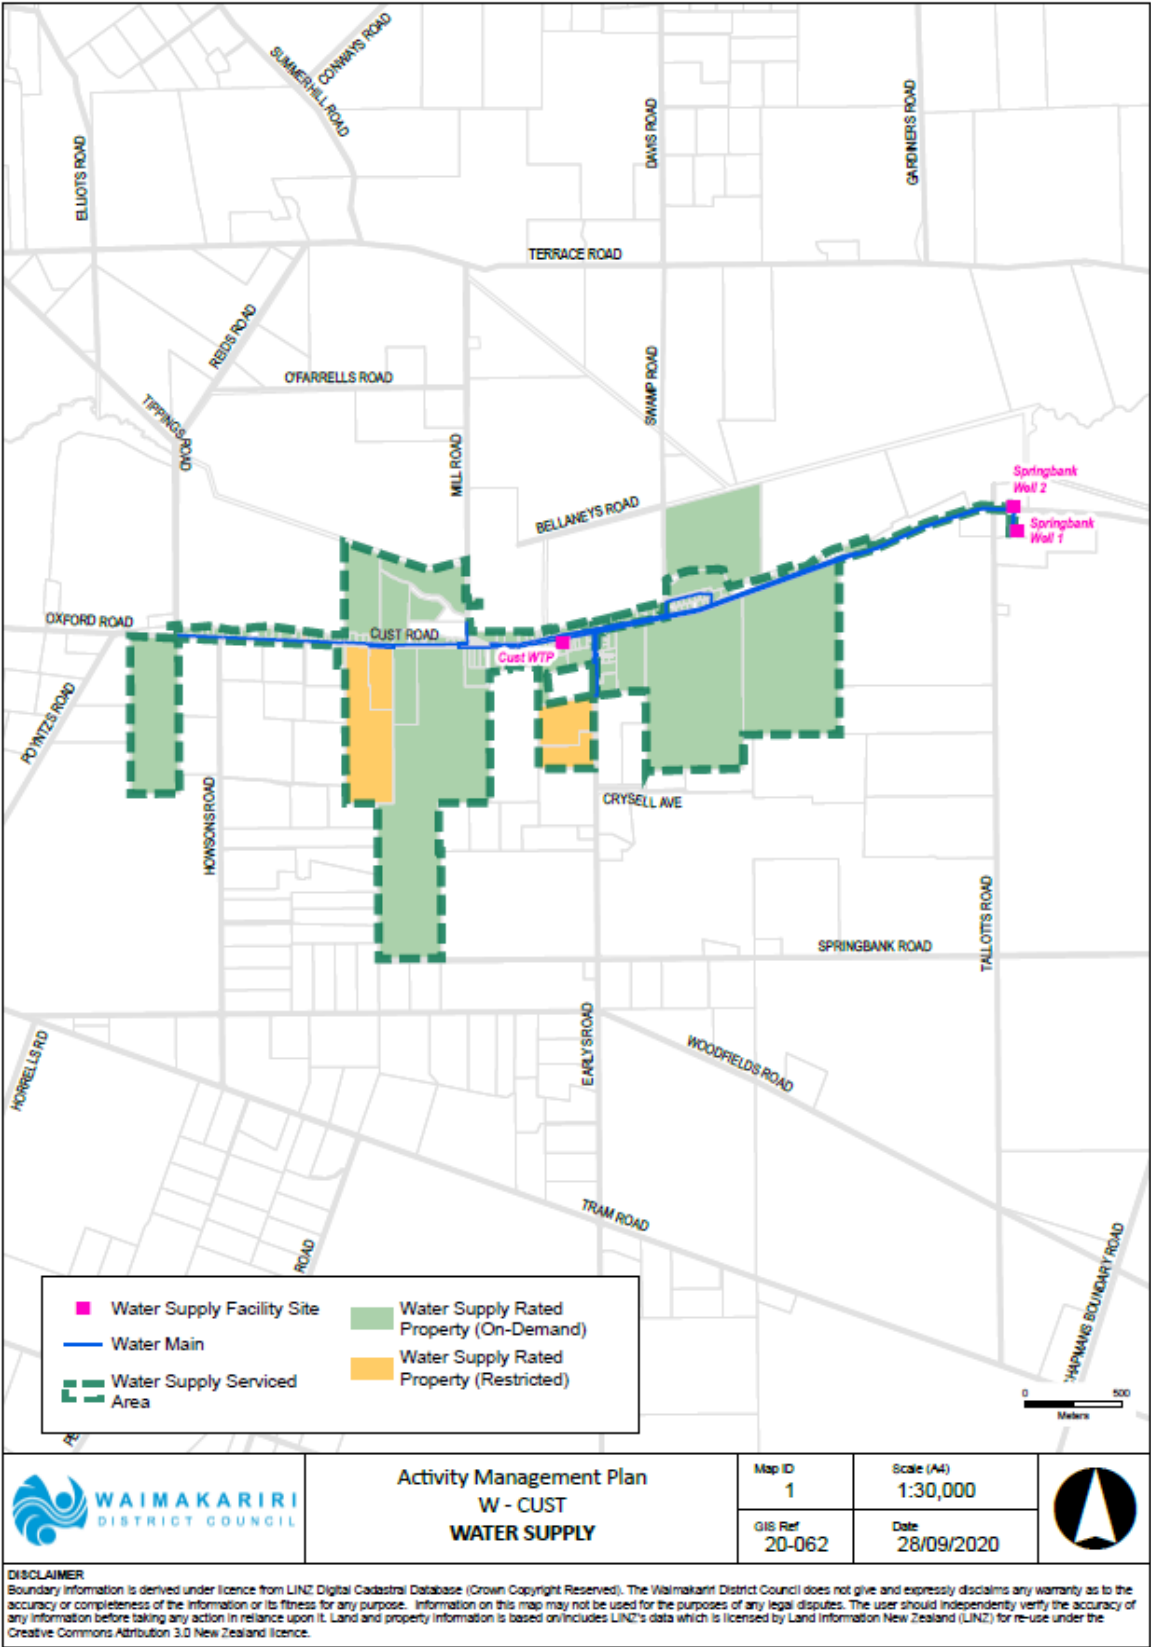 CONWAYS ROAD
SUMMERHILL ROAD
ELLIOTS ROAD
DAVIS ROAD
GARDINERS ROAD
TERRACE ROAD
REIDS ROAD
O'FARRELLS ROAD
TIPPINGS ROAD
SWAMP ROAD
MILL ROAD
BELLANEYS ROAD
Springbank
Well 2
Springbank
Well 1
OXFORD ROAD
CUST ROAD
Cust WTP
POYNTZS ROAD
HOWSONS ROAD
CRYSELL AVE
TALLOTTS ROAD
SPRINGBANK ROAD
EARLYS ROAD
WOODFIELDS ROAD
HORRELLS RD
TRAM ROAD
ROAD
HAPMANS BOUNDARY ROAD
PE
Water Supply Facility Site
Water Main
Water Supply Serviced
Area
Water Supply Rated
Property (On-Demand)
Water Supply Rated
Property (Restricted)
0 500
Meters
WAIMAKARIRI
DISTRICT COUNCIL
Activity Management Plan
W - CUST
WATER SUPPLY
Map ID
1
Scale (A4)
1:30,000
GIS Ref
20-062
Date
28/09/2020
DISCLAIMER
Boundary information is derived under licence from LINZ Digital Cadastral Database (Crown Copyright Reserved). The Waimakariri District Council does not give and expressly disclaims any warranty as to the
accuracy or completeness of the information or its fitness for any purpose. Information on this map may not be used for the purposes of any legal disputes. The user should independently verify the accuracy of
any information before taking any action in reliance upon it. Land and property information is based on/includes LINZ's data which is licensed by Land Information New Zealand (LINZ) for re-use under the
Creative Commons Attribution 3.0 New Zealand licence.